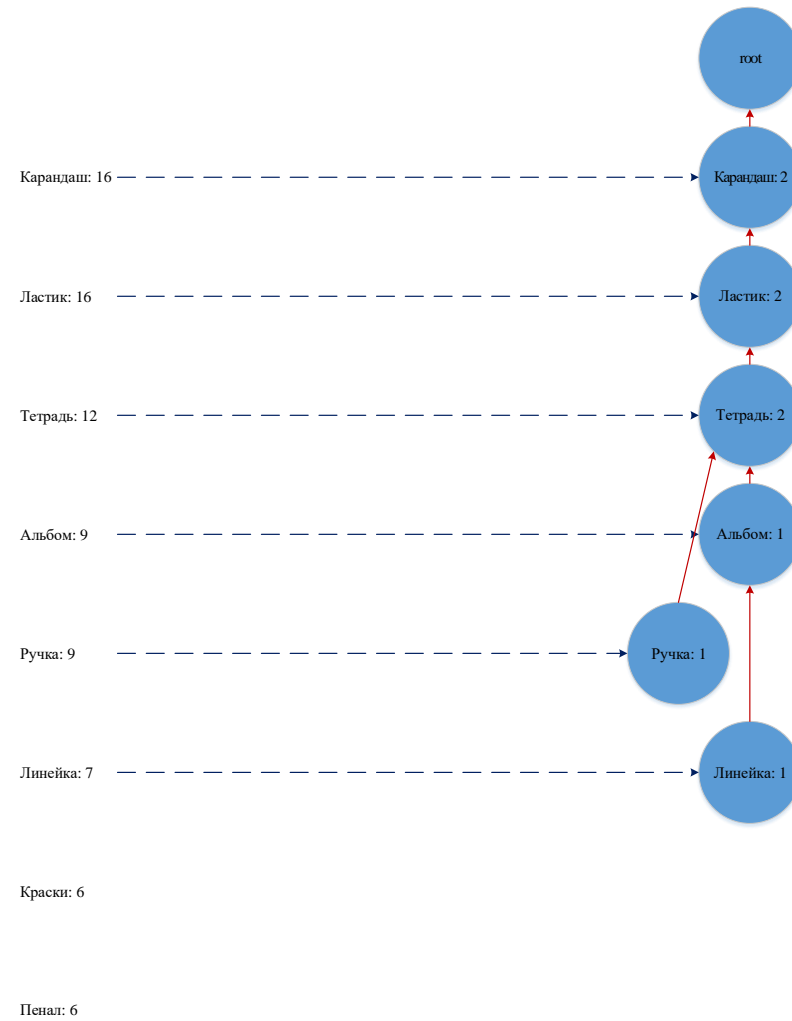 root
Карандаш: 16
Карандаш: 2
Ластик: 16
Ластик: 2
Тетрадь: 12
Тетрадь: 2
Альбом: 9
Альбом: 1
Ручка: 9
Ручка: 1
Линейка: 7
Линейка: 1
Краски: 6
Пенал: 6